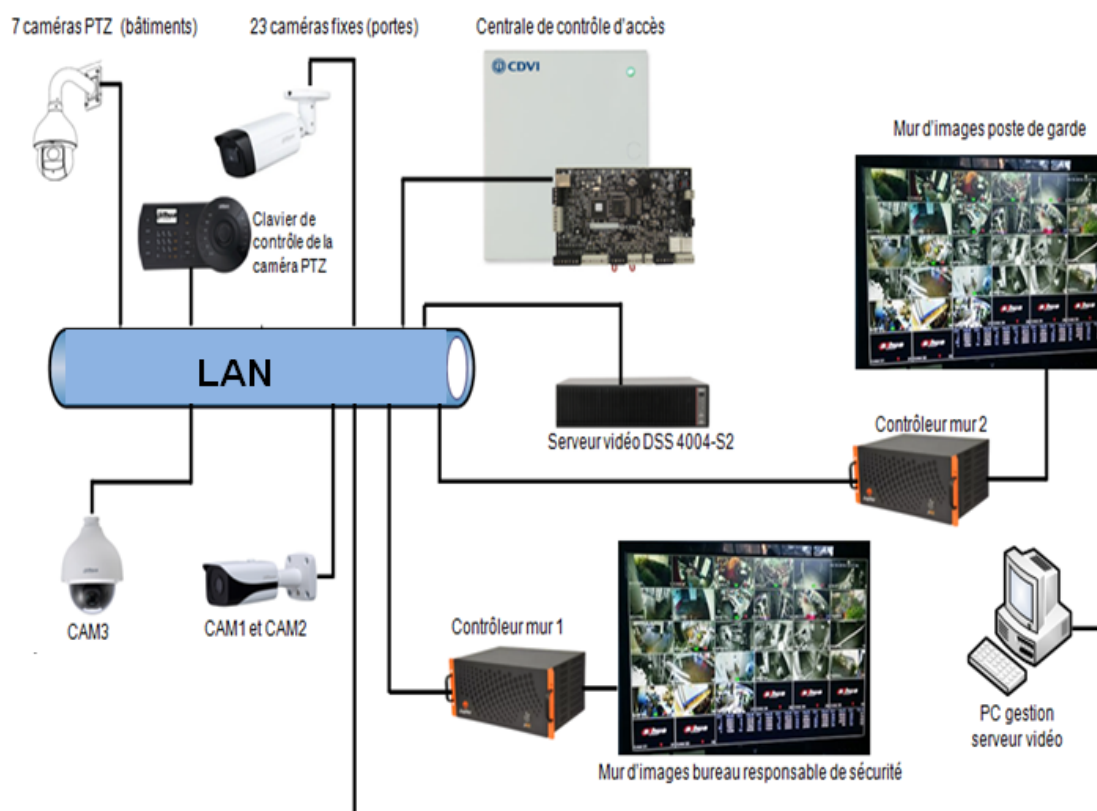 7 caméras PTZ (bâtiments)
23 caméras fixes (portes)
Centrale de contrôle d'accès
CDVI
Mur d'images poste de garde
Clavier de
contrôle de la
caméra PTZ
LAN
Serveur vidéo DSS 4004-S2
Contrôleur mur 2
CAM3
CAM1 et CAM2
Contrôleur mur 1
PC gestion
serveur vidéo
Mur d'images bureau responsable de sécurité